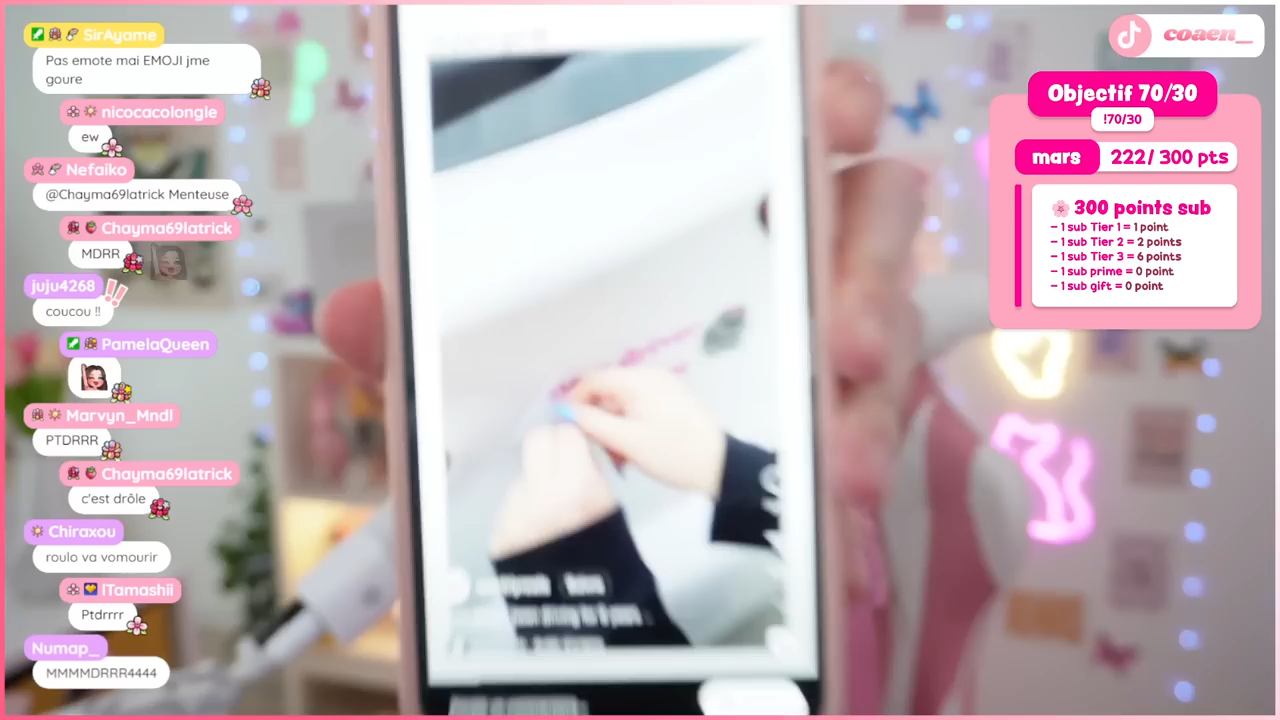 SirAyame
Pas emote mai EMOJI jme
goure
nicocacolongle
ew
Nefaiko
@Chayma69latrick Menteuse
Chayma69latrick
MDRR
juju4268
coucou !!
PamelaQueen
Marvyn_Mndl
PTDRRR
Chayma69latrick
c'est drôle
Chiraxou
roulo va vomourir
lTamashii
Ptdrrrr
Numap_
MMMMDRRR4444
coaen_
Objectif 70/30
!70/30
mars 222/ 300 pts
🌸 300 points sub
- 1 sub Tier 1 = 1 point
- 1 sub Tier 2 = 2 points
- 1 sub Tier 3 = 6 points
- 1 sub prime = 0 point
- 1 sub gift = 0 point